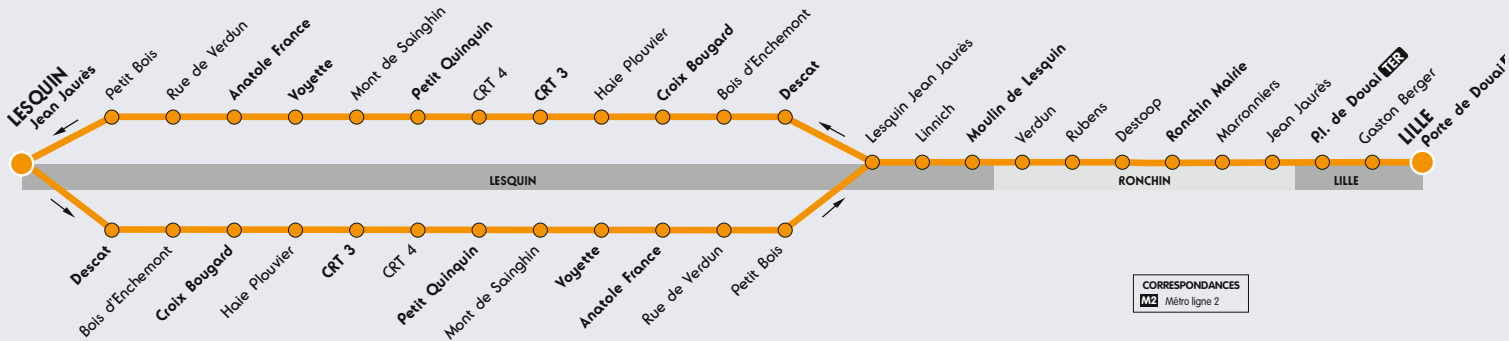 LESQUIN
Jean Jaurès
Petit Bois
Rue de Verdun
Anatole France
Voyette
Mont de Sainghin
Petit Quinquin
CRT 4
CRT 3
Haie Plouvier
Croix Bougard
Bois d'Enchemont
Descat
Lesquin Jean Jaurès
Linnich
Moulin de Lesquin
Verdun
Rubens
Destoop
Ronchin Mairie
Marronniers
Jean Jaurès
P.l. de Douai TER
Gaston Berger
LILLE
Porte de Douai
LESQUIN
RONCHIN
LILLE
Descat
Bois d'Enchemont
Croix Bougard
Haie Plouvier
CRT 3
CRT 4
Petit Quinquin
Mont de Sainghin
Voyette
Anatole France
Rue de Verdun
Petit Bois
CORRESPONDANCES
M2 Métro ligne 2